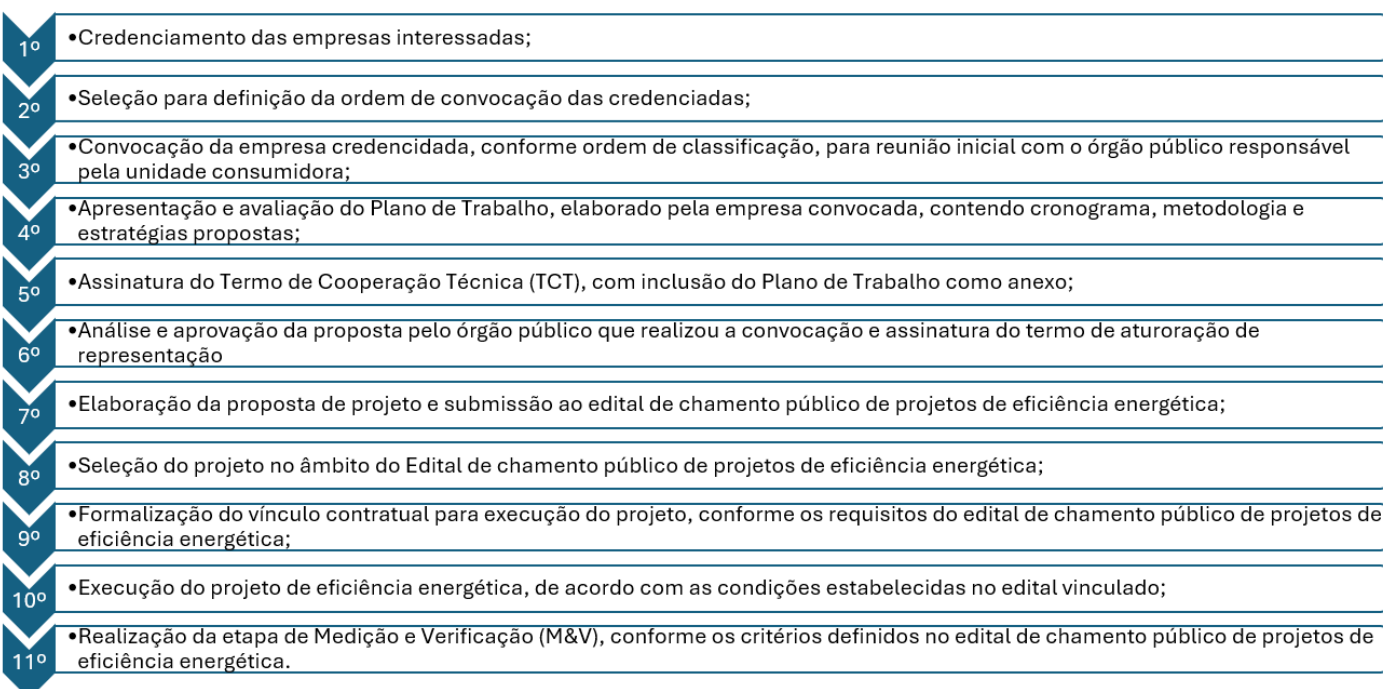 1º
•Credenciamento das empresas interessadas;
2º
•Seleção para definição da ordem de convocação das credenciadas;
3º
•Convocação da empresa credencidada, conforme ordem de classificação, para reunião inicial com o órgão público responsável
pela unidade consumidora;
4º
•Apresentação e avaliação do Plano de Trabalho, elaborado pela empresa convocada, contendo cronograma, metodologia e
estratégias propostas;
5º
•Assinatura do Termo de Cooperação Técnica (TCT), com inclusão do Plano de Trabalho como anexo;
6º
•Análise e aprovação da proposta pelo órgão público que realizou a convocação e assinatura do termo de aturoração de
representação
7º
•Elaboração da proposta de projeto e submissão ao edital de chamento público de projetos de eficiência energética;
8º
•Seleção do projeto no âmbito do Edital de chamento público de projetos de eficiência energética;
9º
•Formalização do vínculo contratual para execução do projeto, conforme os requisitos do edital de chamento público de projetos de
eficiência energética;
10º
•Execução do projeto de eficiência energética, de acordo com as condições estabelecidas no edital vinculado;
11º
•Realização da etapa de Medição e Verificação (M&V), conforme os critérios definidos no edital de chamento público de projetos de
eficiência energética.